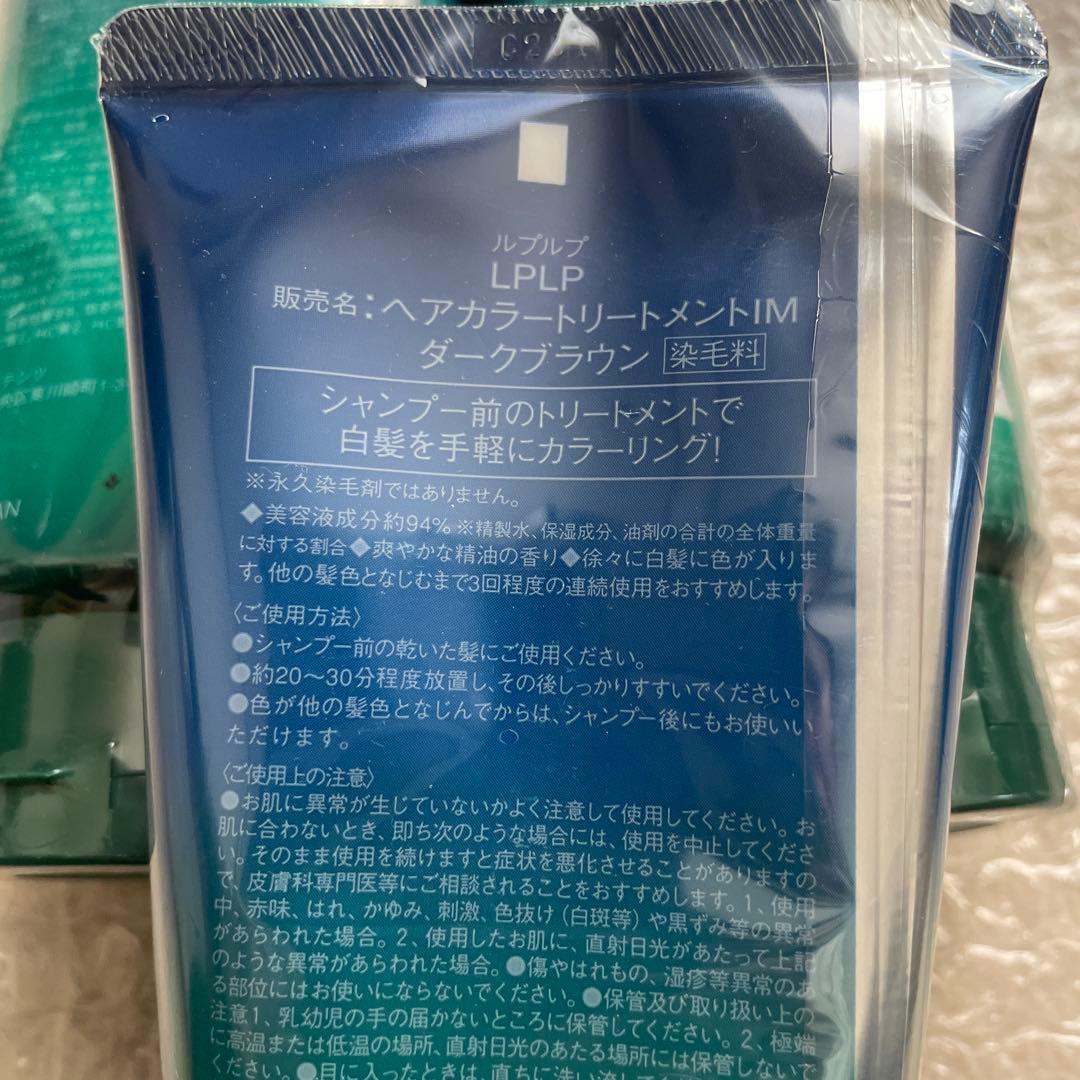 ルプルプ
LPLP
販売名：ヘアカラートリートメントIM
ダークブラウン 染毛料
シャンプー前のトリートメントで
白髪を手軽にカラーリング!
※永久染毛剤ではありません。
◆美容液成分約94% ※精製水、保湿成分、油剤の合計の全体重量
に対する割合◆爽やかな精油の香り◆徐々に白髪に色が入りま
す。他の髪色となじむまで3回程度の連続使用をおすすめします。
〈ご使用方法〉
●シャンプー前の乾いた髪にご使用ください。
●約20〜30分程度放置し、その後しっかりすすいでください。
●色が他の髪色となじんでからは、シャンプー後にもお使いい
ただけます。
〈ご使用上の注意〉
●お肌に異常が生じていないかよく注意して使用してください。お
肌に合わないとき、即ち次のような場合には、使用を中止してくださ
い。そのまま使用を続けますと症状を悪化させることがありますの
で、皮膚科専門医等にご相談されることをおすすめします。1、使用
中、赤味、はれ、かゆみ、刺激、色抜け(白斑等)や黒ずみ等の異常
があらわれた場合。2、使用したお肌に、直射日光があたって上記
のような異常があらわれた場合。●傷やはれもの、湿疹等異常のあ
る部位にはお使いにならないでください。●保管及び取り扱い上の
注意1、乳幼児の手の届かないところに保管してください。2、極端
に高温または低温の場所、直射日光のあたる場所には保管しないで
ください。●目に入ったときは、直ちに洗い流してく